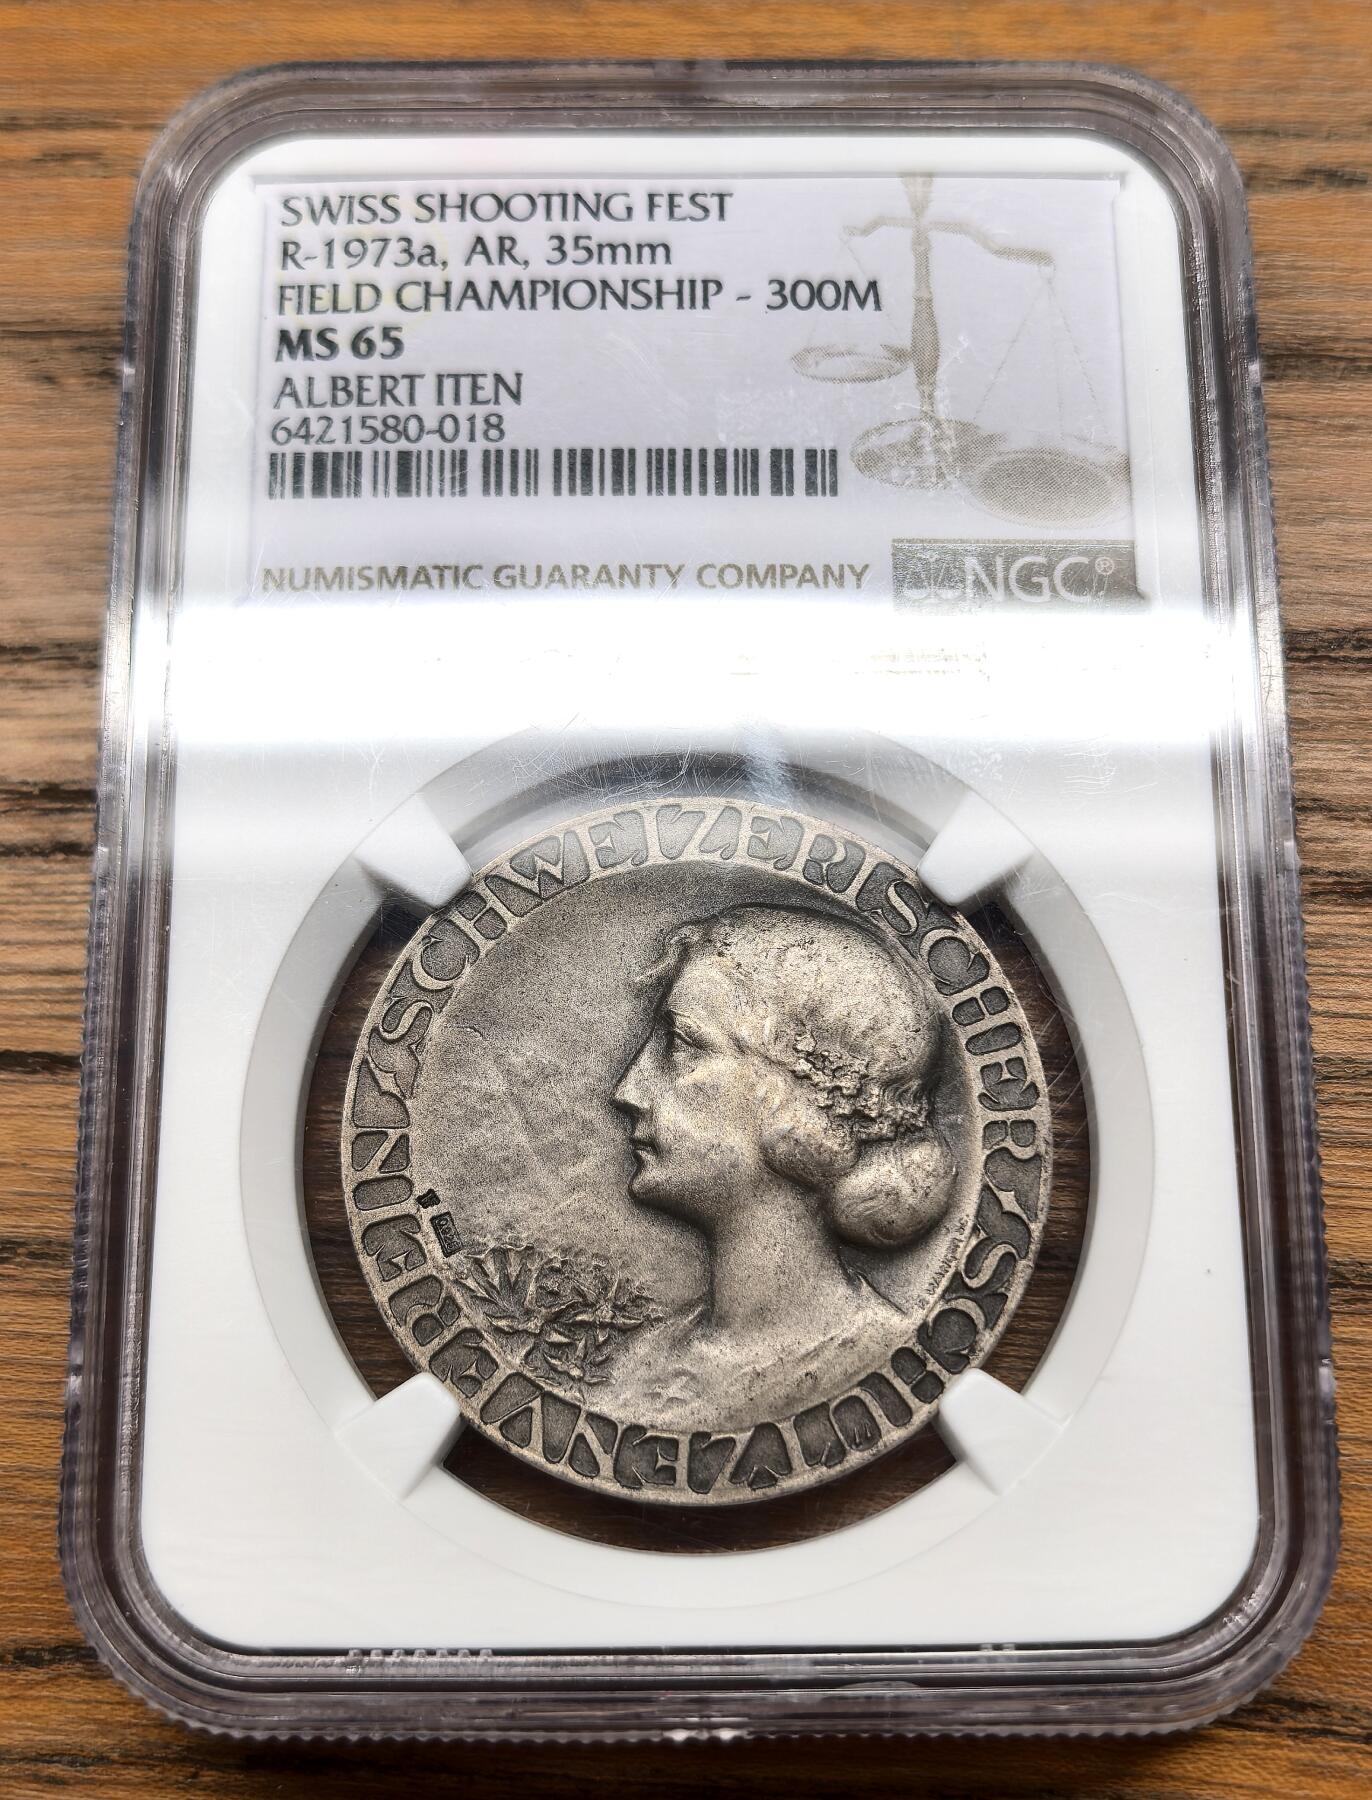 SWISS SHOOTING FEST
R-1973a, AR, 35mm
FIELD CHAMPIONSHIP - 300M
MS 65
ALBERT ITEN
6421580-018
NUMISMATIC GUARANTY COMPANY
NGC®
SCHWEIZERISCHER SCHUTZENVEREIN